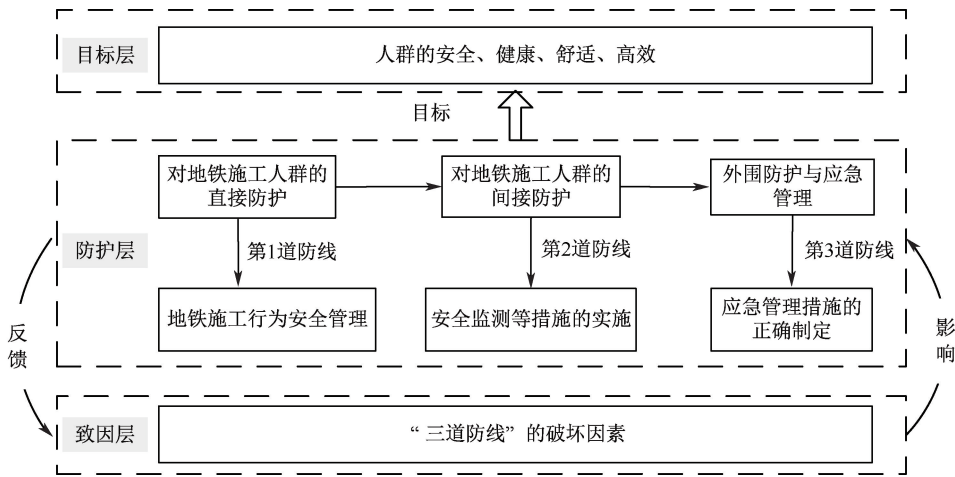 目标层
人群的安全、健康、舒适、高效
目标
对地铁施工人群的
直接防护
对地铁施工人群的
间接防护
外围防护与应急
管理
防护层
第1道防线
第2道防线
第3道防线
地铁施工行为安全管理
安全监测等措施的实施
应急管理措施的
正确制定
反
馈
影
响
致因层
“三道防线”的破坏因素